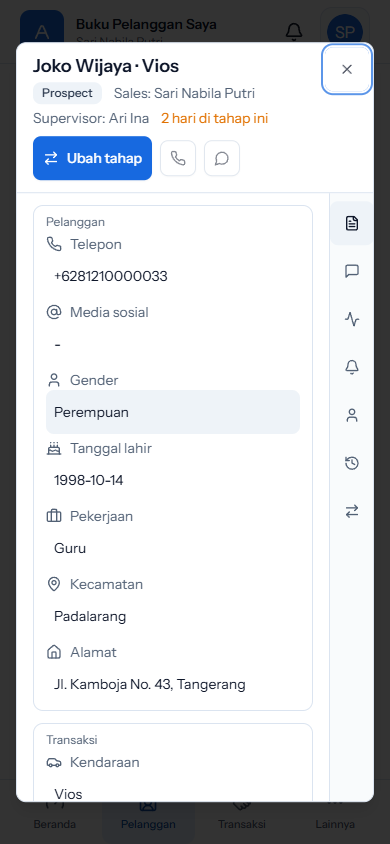 A
Buku Pelanggan Saya
Sari Nabila Putri
SP
Joko Wijaya · Vios
Prospect
Sales: Sari Nabila Putri
Supervisor: Ari Ina
2 hari di tahap ini
Ubah tahap
Pelanggan
Telepon
+6281210000033
Media sosial
-
Gender
Perempuan
Tanggal lahir
1998-10-14
Pekerjaan
Guru
Kecamatan
Padalarang
Alamat
Jl. Kamboja No. 43, Tangerang
Transaksi
Kendaraan
Vios
Beranda
Pelanggan
Transaksi
Lainnya